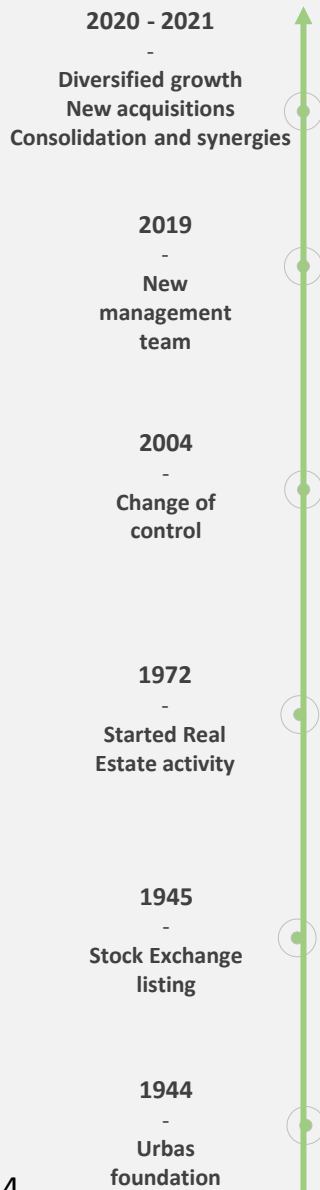 2020 - 2021
-
Diversified growth
New acquisitions
Consolidation and synergies
2019
-
New
management
team
2004
-
Change of
control
1972
-
Started Real
Estate activity
1945
-
Stock Exchange
listing
1944
-
Urbas
foundation
4